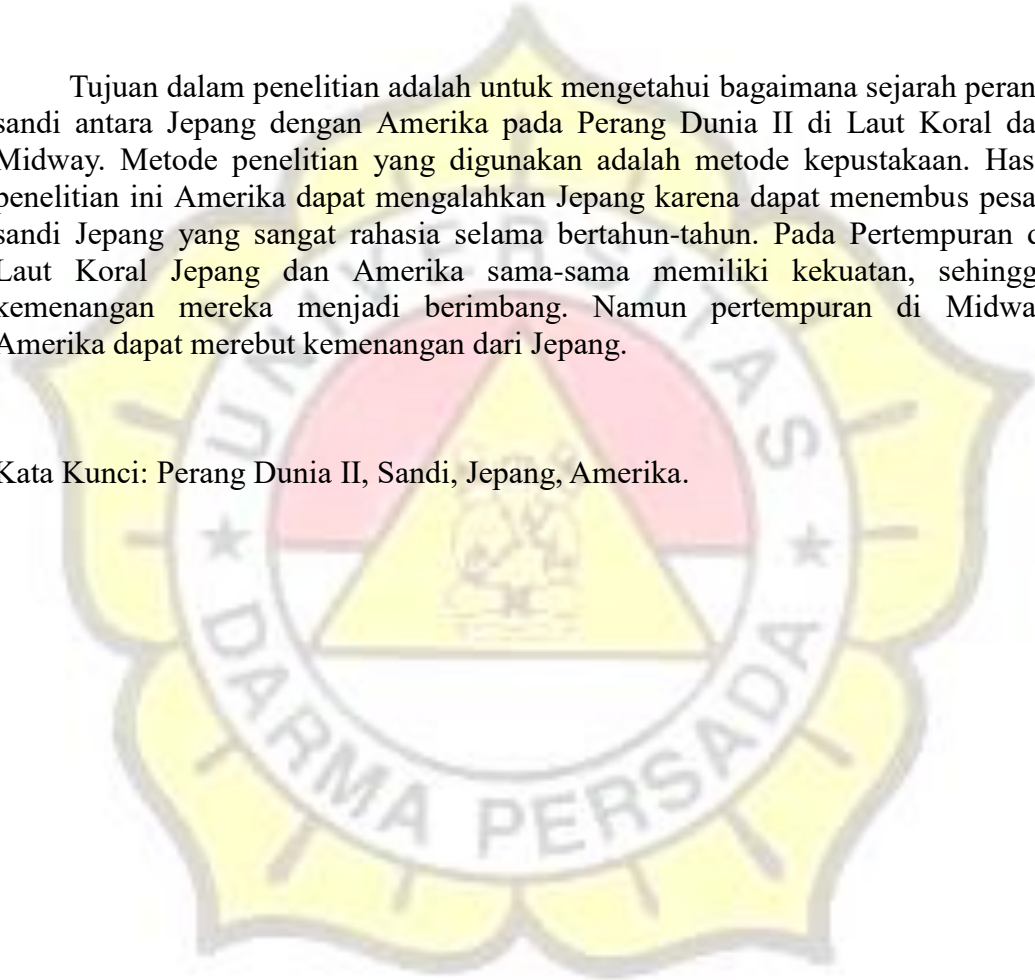 Tujuan dalam penelitian adalah untuk mengetahui bagaimana sejarah peran
sandi antara Jepang dengan Amerika pada Perang Dunia II di Laut Koral da
Midway. Metode penelitian yang digunakan adalah metode kepustakaan. Has
penelitian ini Amerika dapat mengalahkan Jepang karena dapat menembus pesa
sandi Jepang yang sangat rahasia selama bertahun-tahun. Pada Pertempuran d
Laut Koral Jepang dan Amerika sama-sama memiliki kekuatan, sehingg
kemenangan mereka menjadi berimbang. Namun pertempuran di Midwa
Amerika dapat merebut kemenangan dari Jepang.
Kata Kunci: Perang Dunia II, Sandi, Jepang, Amerika.
UNIVERSITAS
DARMA PERSADA